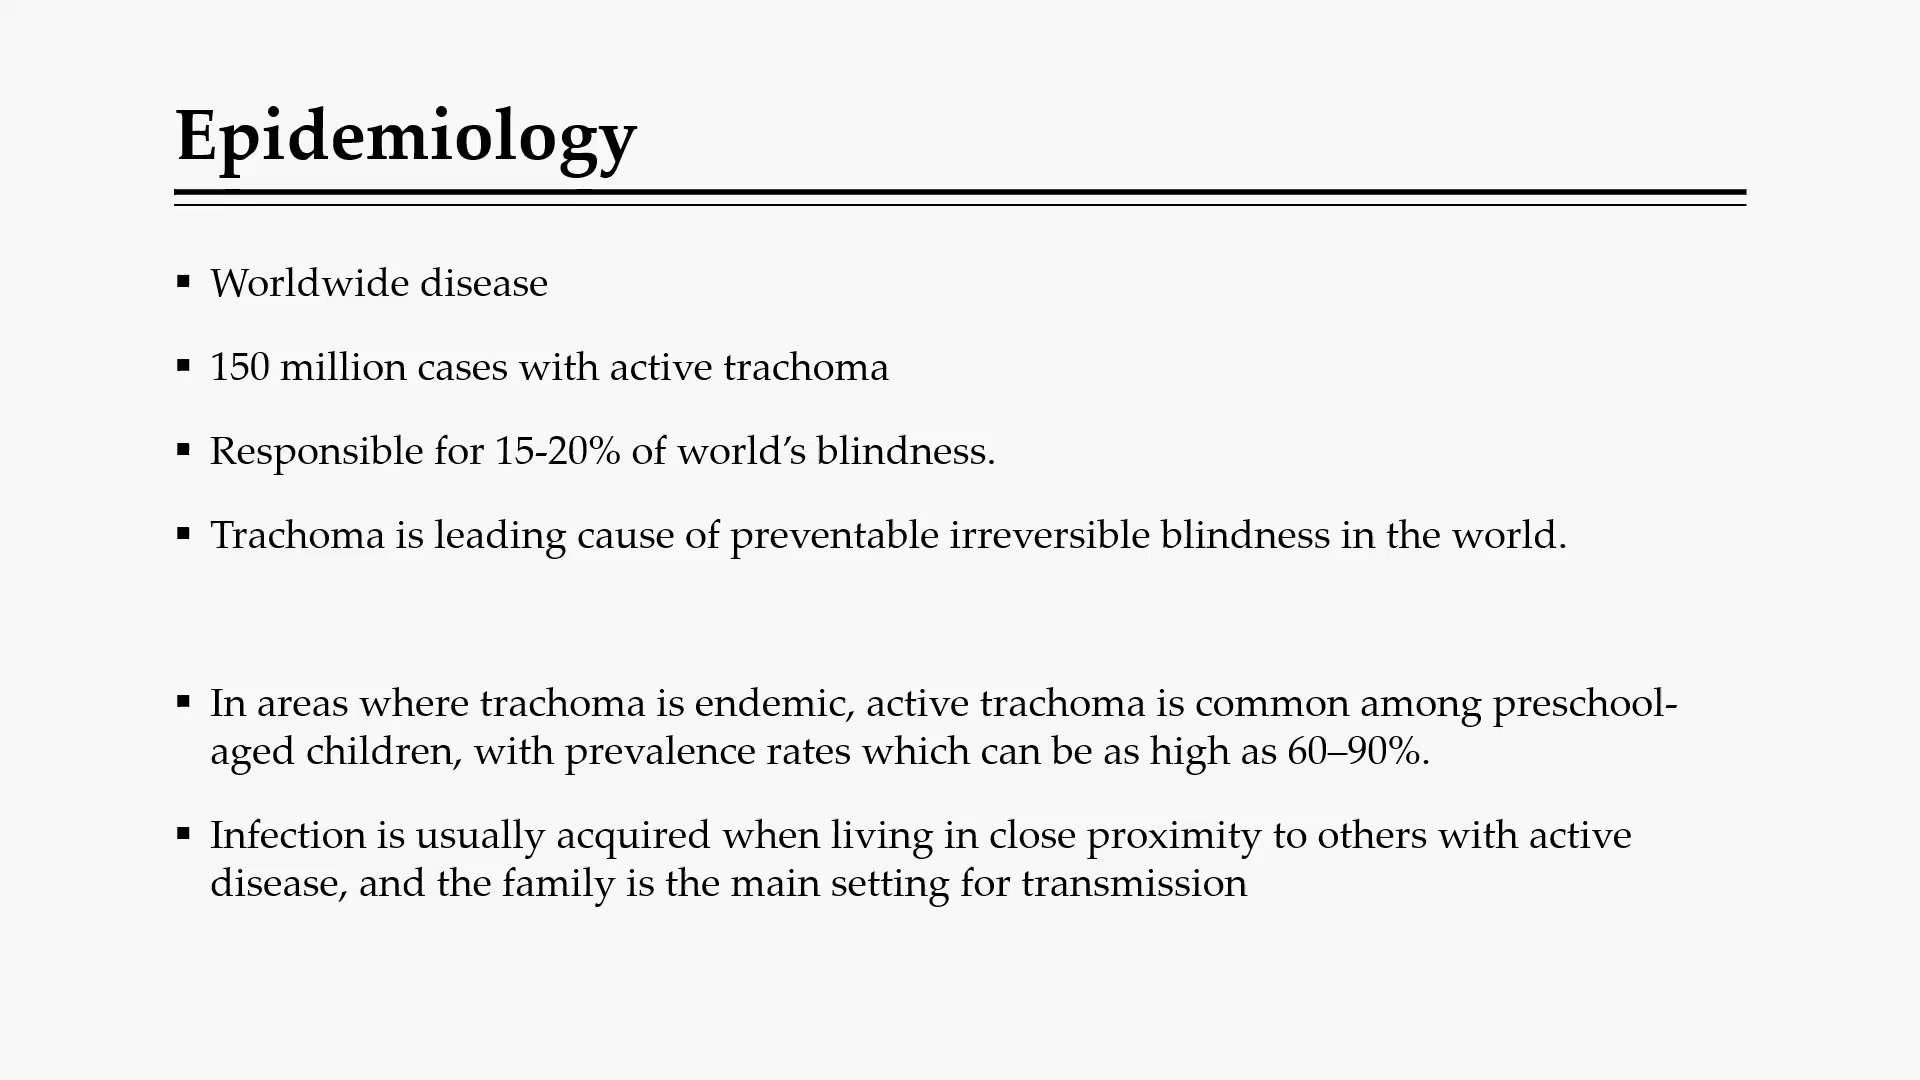 Epidemiology
▪ Worldwide disease
▪ 150 million cases with active trachoma
▪ Responsible for 15-20% of world’s blindness.
▪ Trachoma is leading cause of preventable irreversible blindness in the world.
▪ In areas where trachoma is endemic, active trachoma is common among preschool-
aged children, with prevalence rates which can be as high as 60–90%.
▪ Infection is usually acquired when living in close proximity to others with active
disease, and the family is the main setting for transmission